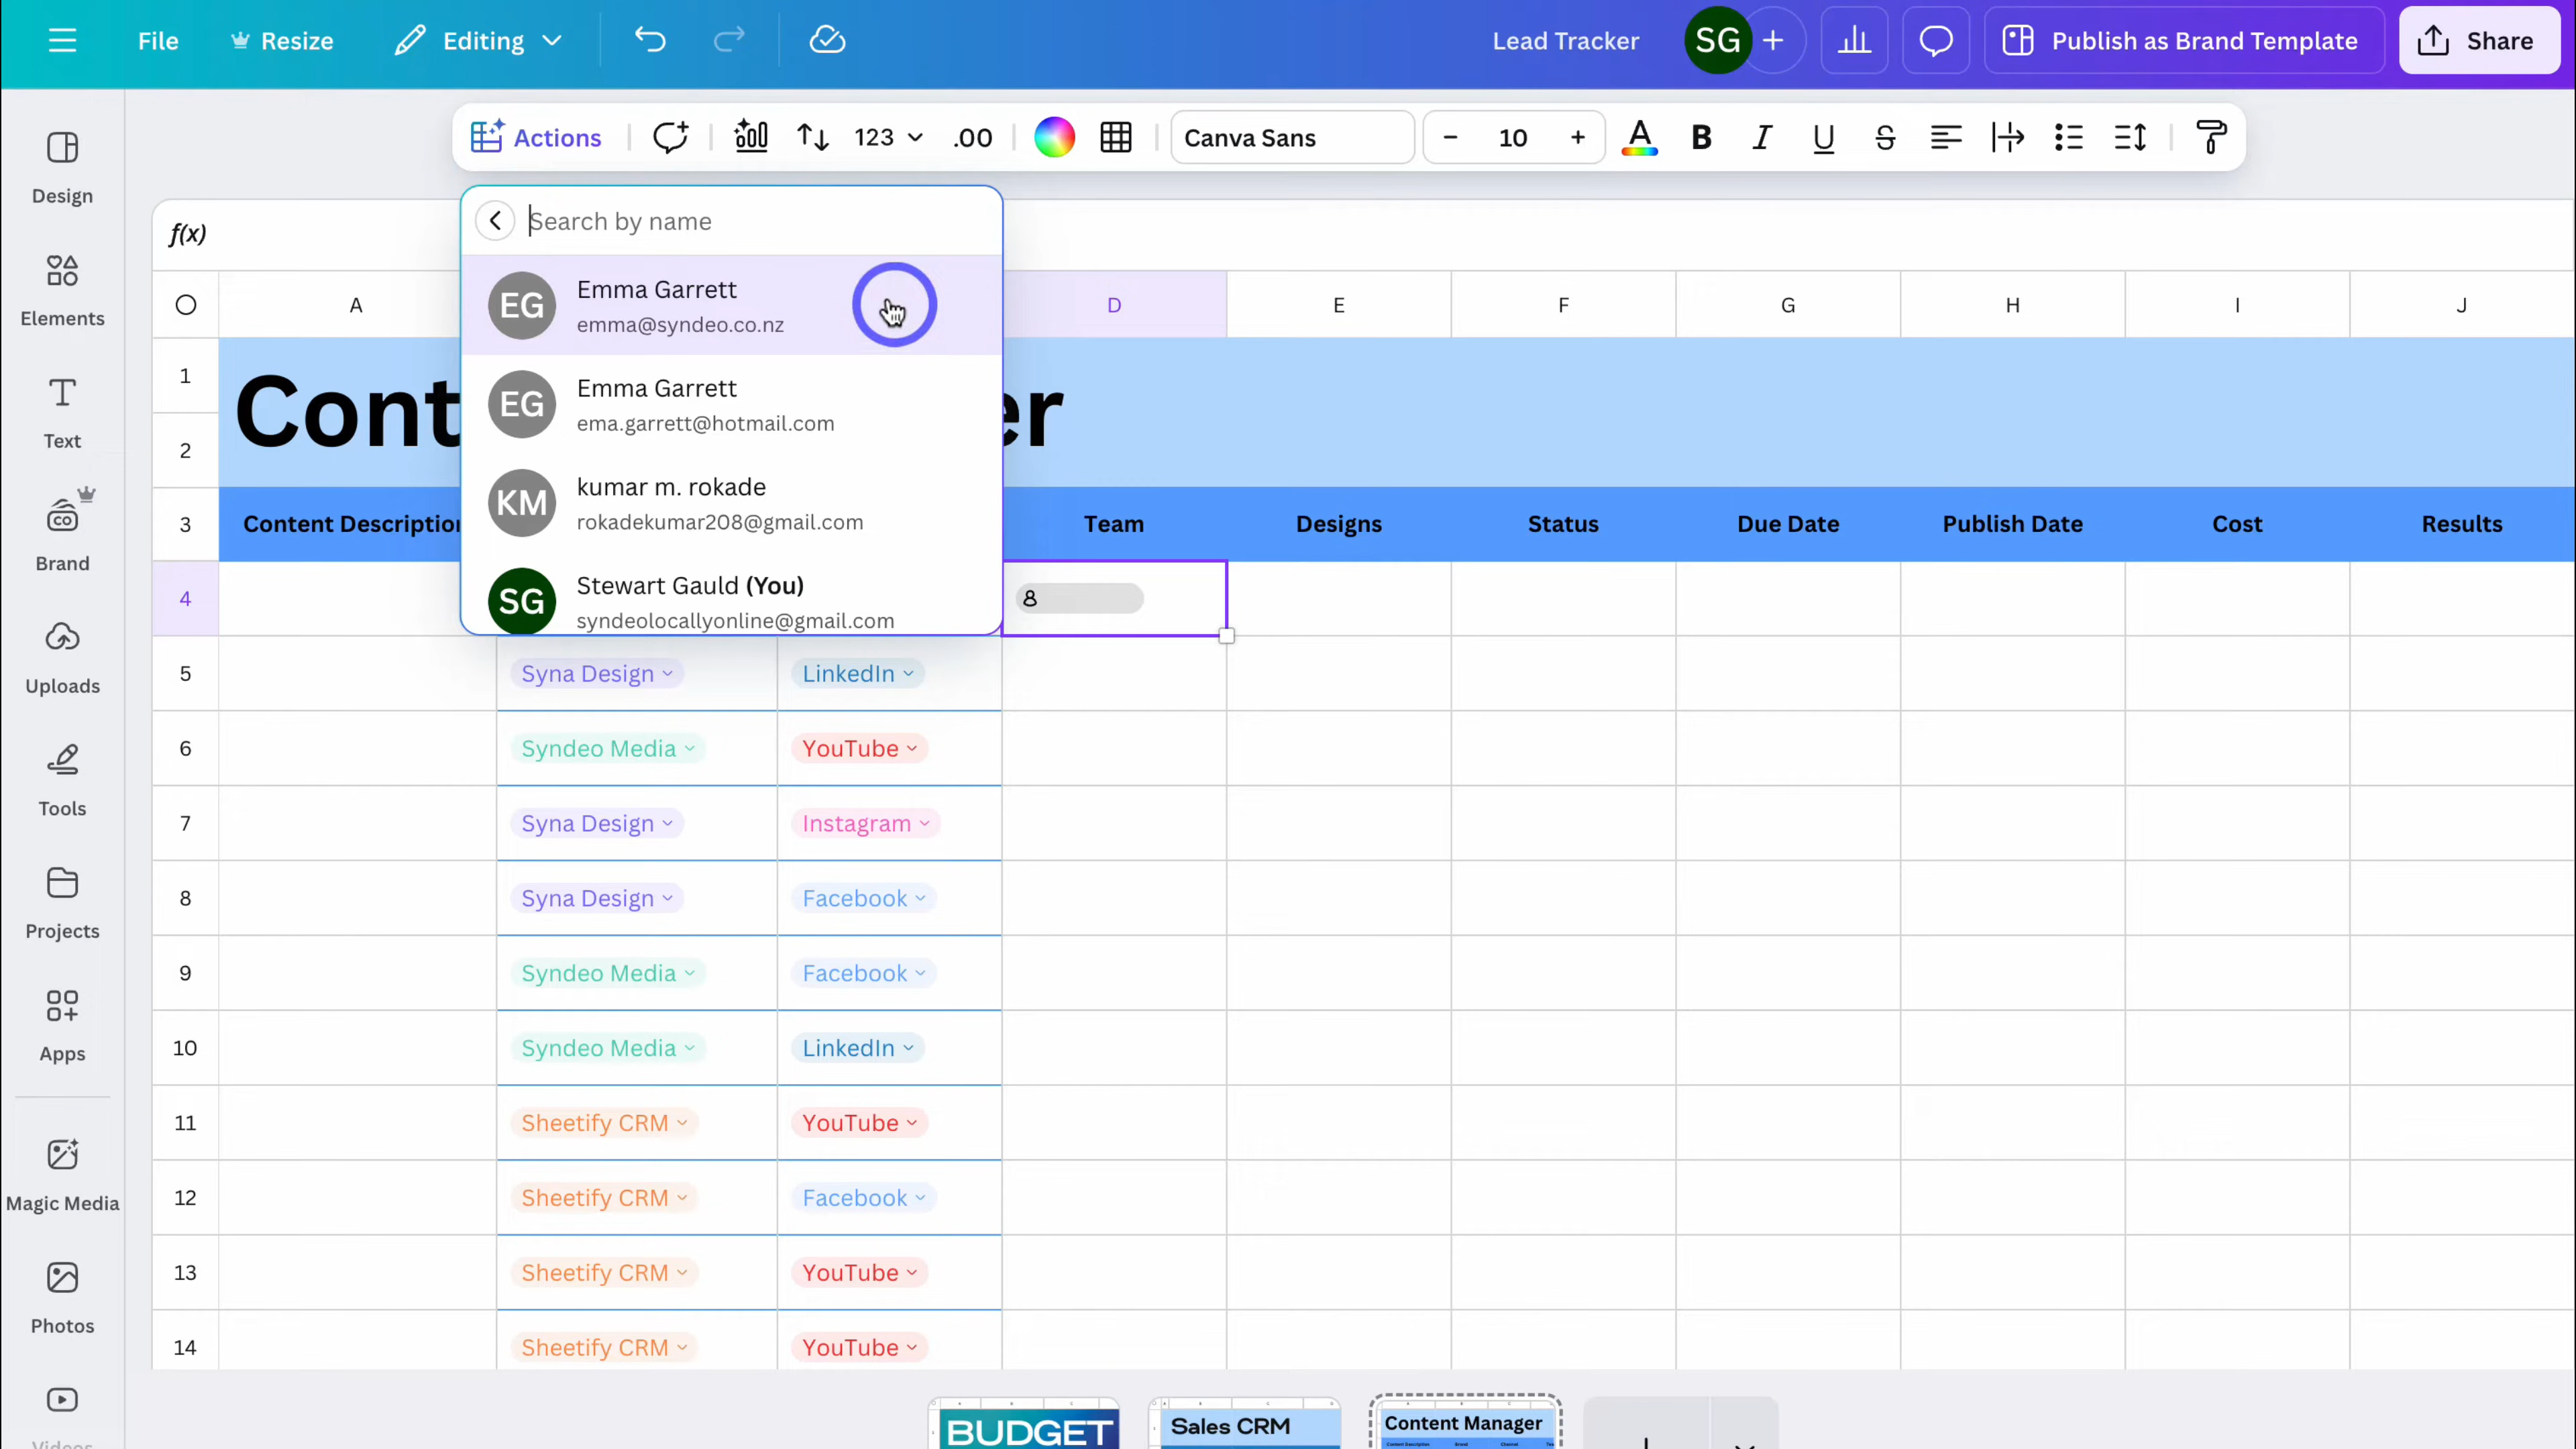 File
Resize
Editing
Lead Tracker
SG
+
Publish as Brand Template
Share
Actions
123
.00
Canva Sans
− 10 +
A
B
I
U
S
Design
Elements
Text
Brand
Uploads
Tools
Projects
Apps
Magic Media
Photos
Videos
f(x)
Search by name
EG
Emma Garrett
emma@syndeo.co.nz
EG
Emma Garrett
ema.garrett@hotmail.com
KM
kumar m. rokade
rokadekumar208@gmail.com
SG
Stewart Gauld (You)
syndeolocallyonline@gmail.com
A D E F G H I J
1
Cont er
2
3 Content Description Team Designs Status Due Date Publish Date Cost Results
4
5 Syna Design LinkedIn
6 Syndeo Media YouTube
7 Syna Design Instagram
8 Syna Design Facebook
9 Syndeo Media Facebook
10 Syndeo Media LinkedIn
11 Sheetify CRM YouTube
12 Sheetify CRM Facebook
13 Sheetify CRM YouTube
14 Sheetify CRM YouTube
BUDGET
Sales CRM
Content Manager